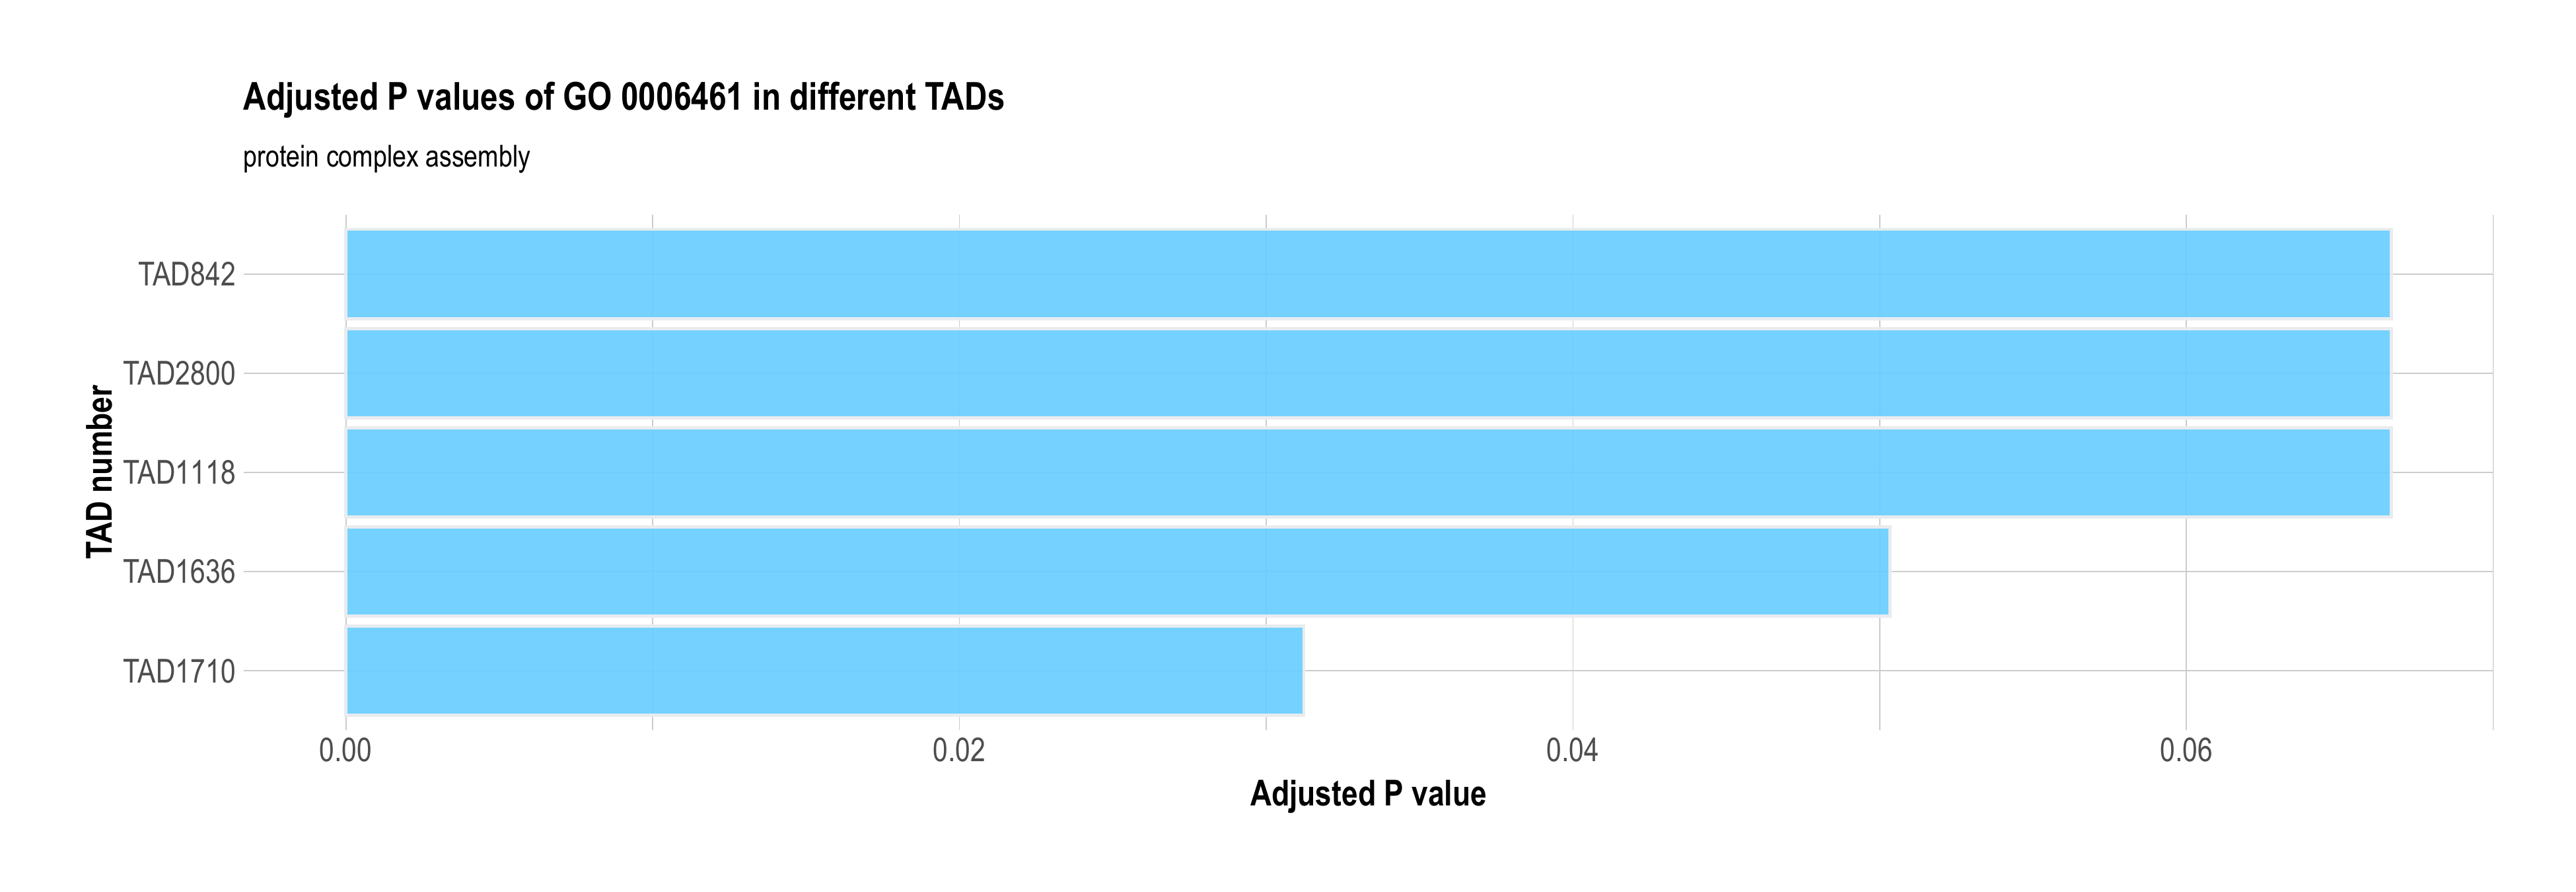 Adjusted P values of GO 0006461 in different TADs
protein complex assembly
TAD number
TAD842
TAD2800
TAD1118
TAD1636
TAD1710
0.00 0.02 0.04 0.06
Adjusted P value